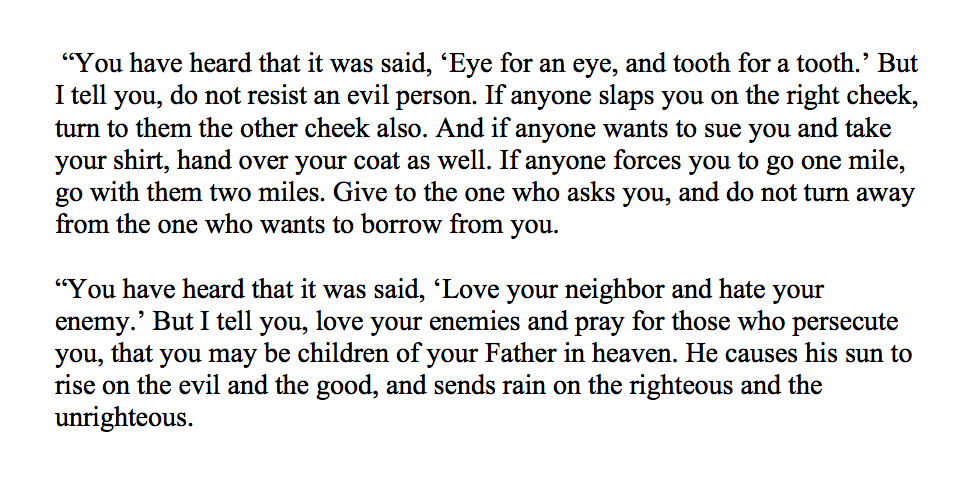 “You have heard that it was said, ‘Eye for an eye, and tooth for a tooth.’ But
I tell you, do not resist an evil person. If anyone slaps you on the right cheek,
turn to them the other cheek also. And if anyone wants to sue you and take
your shirt, hand over your coat as well. If anyone forces you to go one mile,
go with them two miles. Give to the one who asks you, and do not turn away
from the one who wants to borrow from you.
“You have heard that it was said, ‘Love your neighbor and hate your
enemy.’ But I tell you, love your enemies and pray for those who persecute
you, that you may be children of your Father in heaven. He causes his sun to
rise on the evil and the good, and sends rain on the righteous and the
unrighteous.